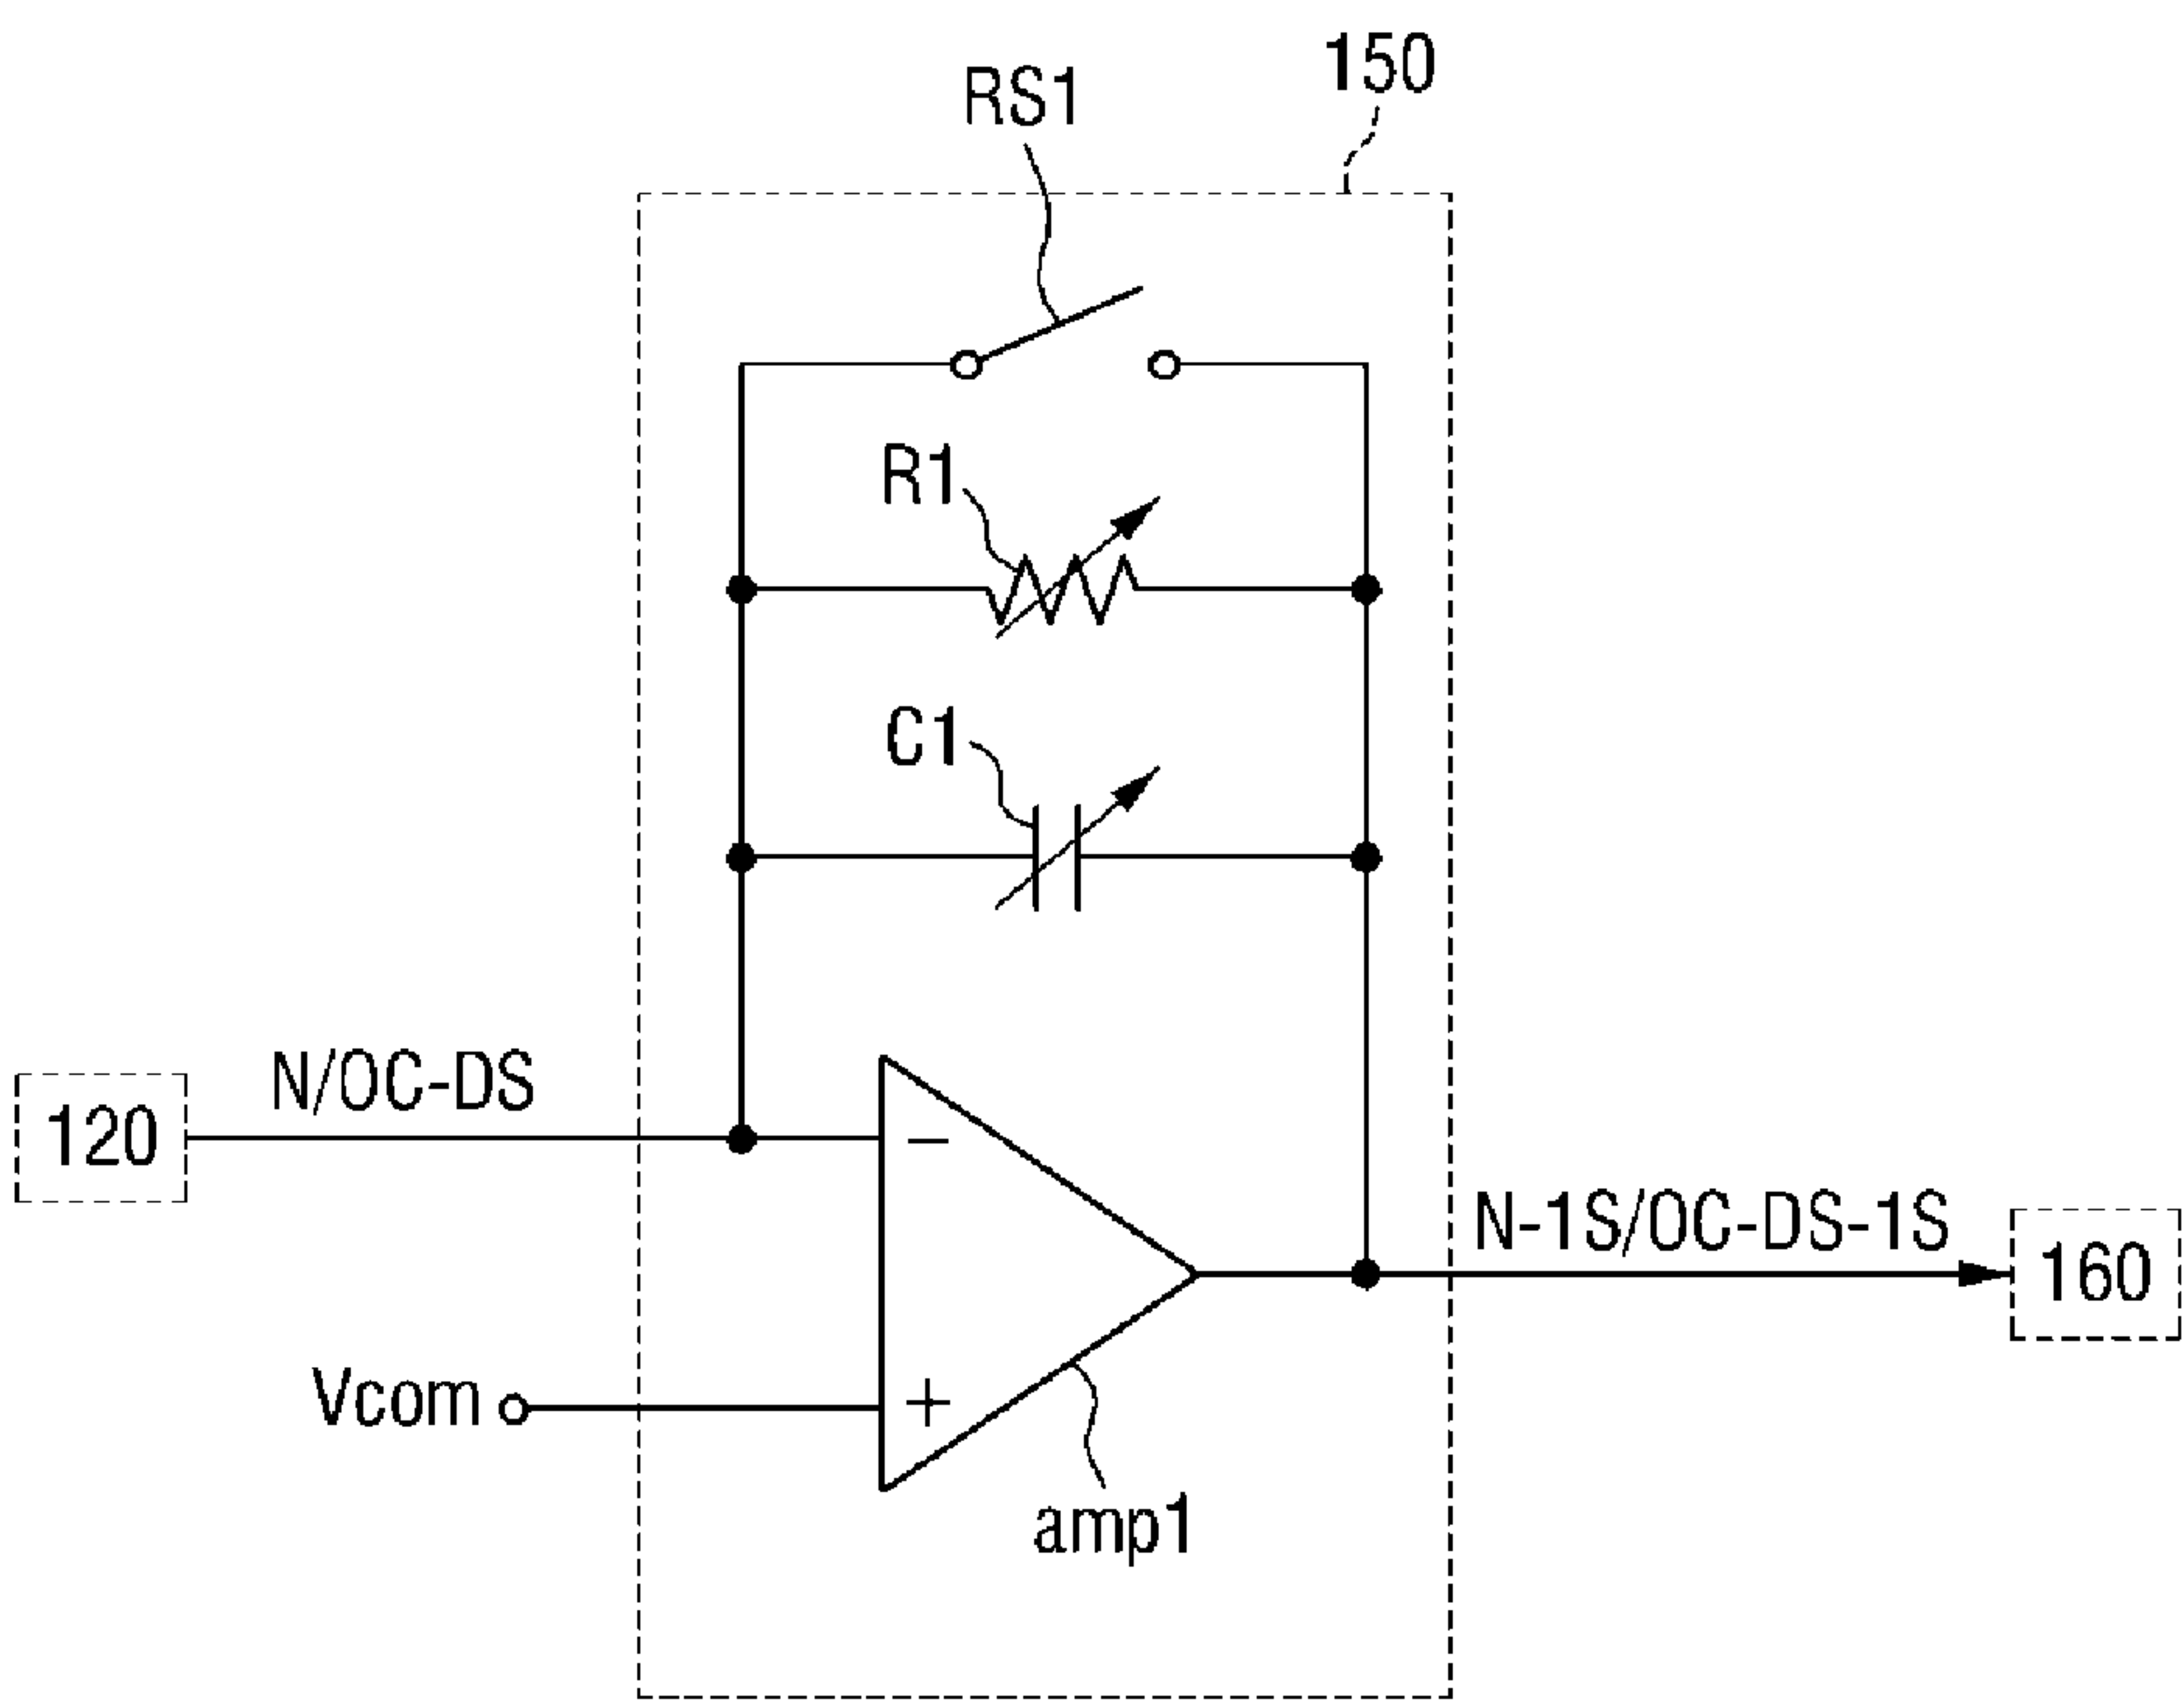 150
RS1
R1
C1
N/OC-DS
120
−
N-1S/OC-DS-1S
160
Vcom
+
amp1